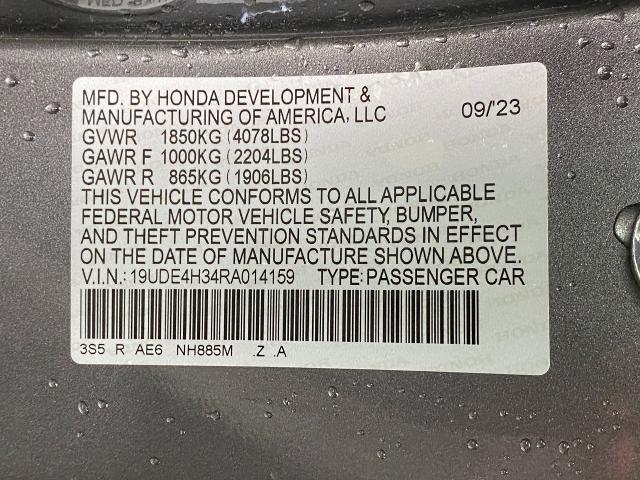 MFD. BY HONDA DEVELOPMENT &
MANUFACTURING OF AMERICA, LLC 09/'23
GVWR 1850KG (4078LBS)
GAWR F 1000KG (2204LBS)
GAWR R 865KG (1906LBS)
THIS VEHICLE CONFORMS TO ALL APPLICABLE
FEDERAL MOTOR VEHICLE SAFETY, BUMPER,
AND THEFT PREVENTION STANDARDS IN EFFECT
ON THE DATE OF MANUFACTURE SHOWN ABOVE.
V.I.N.: 19UDE4H34RA014159 TYPE: PASSENGER CAR
3S5 R AE6 NH885M .Z .A